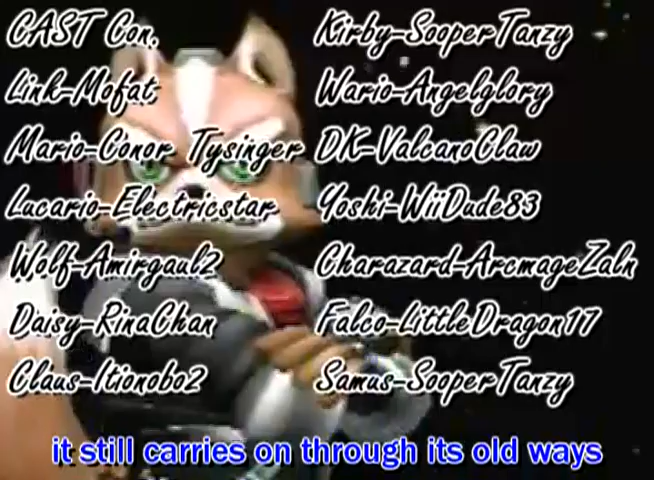 CAST Con.
Link-Mofat
Mario-Conor Tysinger
Lucario-Electricstar
Wolf-Amirgaul2
Daisy-RinaChan
Claus-Itionobo2
Kirby-SooperTanzy
Wario-Angelglory
DK-ValcanoClaw
Yoshi-WiiDude83
Charazard-ArcmageZaln
Falco-LittleDragon17
Samus-SooperTanzy
it still carries on through its old ways